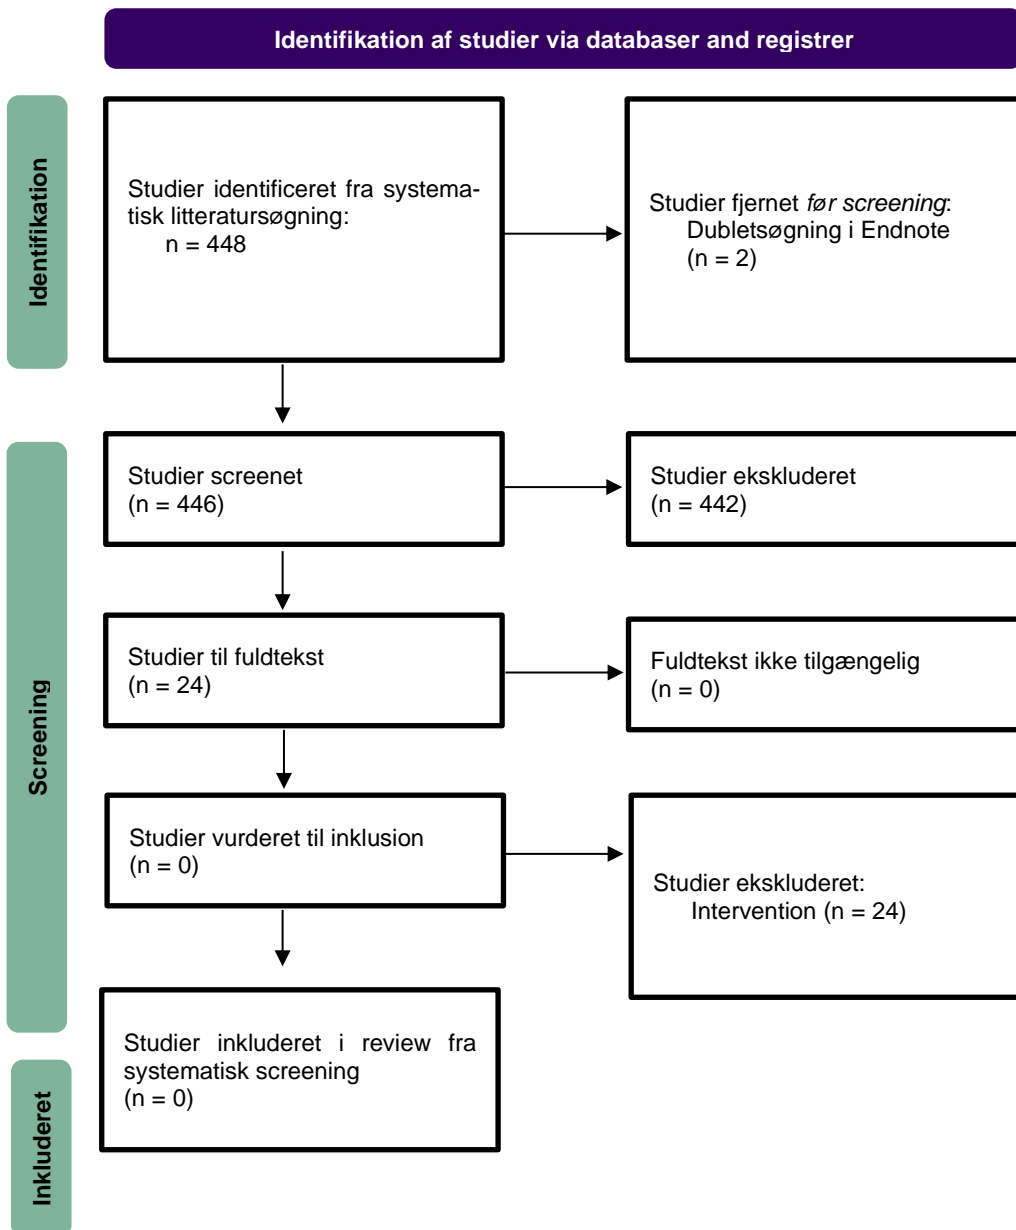 Identifikation af studier via databaser and registrer
Identifikation
Studier identificeret fra systema-
tisk litteratursøgning:
n = 448
Studier fjernet før screening:
Dubletsøgning i Endnote
(n = 2)
Screening
Studier screenet
(n = 446)
Studier ekskluderet
(n = 442)
Studier til fuldtekst
(n = 24)
Fuldtekst ikke tilgængelig
(n = 0)
Studier vurderet til inklusion
(n = 0)
Studier ekskluderet:
Intervention (n = 24)
Inkluderet
Studier inkluderet i review fra
systematisk screening
(n = 0)